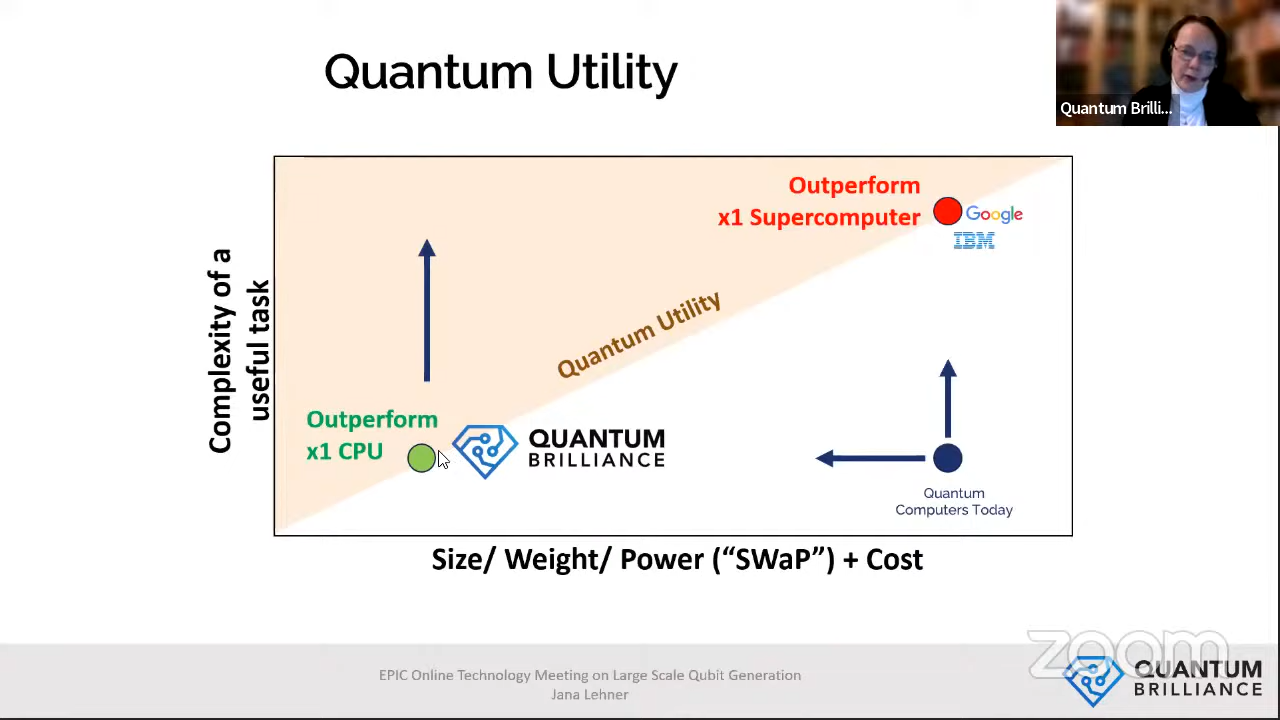 Quantum Utility
Quantum Brilli...
Outperform
x1 Supercomputer
Google
IBM
Complexity of a
useful task
Quantum Utility
Outperform
x1 CPU
QUANTUM
BRILLIANCE
Quantum
Computers Today
Size/ Weight/ Power (“SWaP”) + Cost
EPIC Online Technology Meeting on Large Scale Qubit Generation
Jana Lehner
zoom
QUANTUM
BRILLIANCE